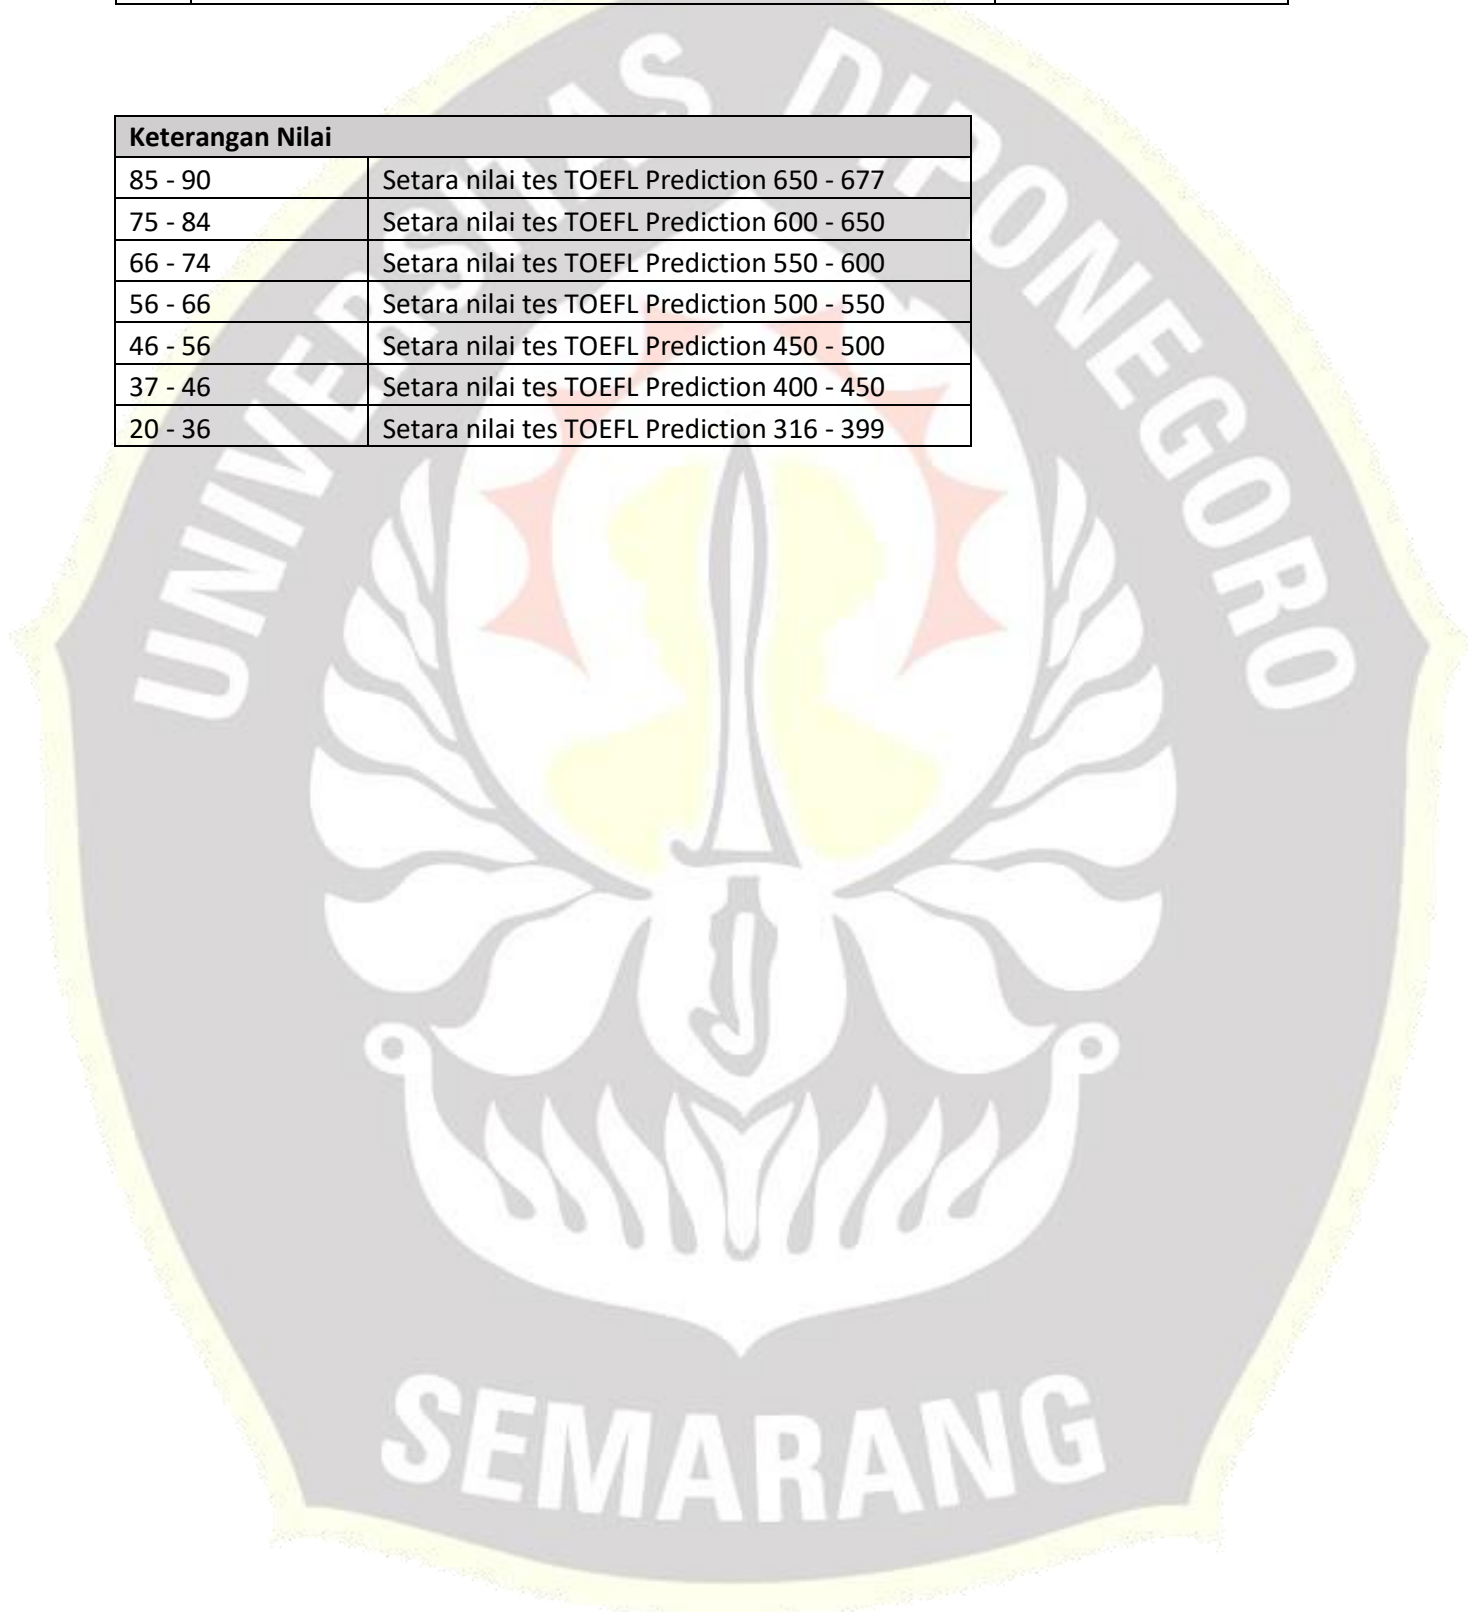 Keterangan Nilai
85 - 90 Setara nilai tes TOEFL Prediction 650 - 677
75 - 84 Setara nilai tes TOEFL Prediction 600 - 650
66 - 74 Setara nilai tes TOEFL Prediction 550 - 600
56 - 66 Setara nilai tes TOEFL Prediction 500 - 550
46 - 56 Setara nilai tes TOEFL Prediction 450 - 500
37 - 46 Setara nilai tes TOEFL Prediction 400 - 450
20 - 36 Setara nilai tes TOEFL Prediction 316 - 399
UNIVERSITAS DIPONEGORO
SEMARANG